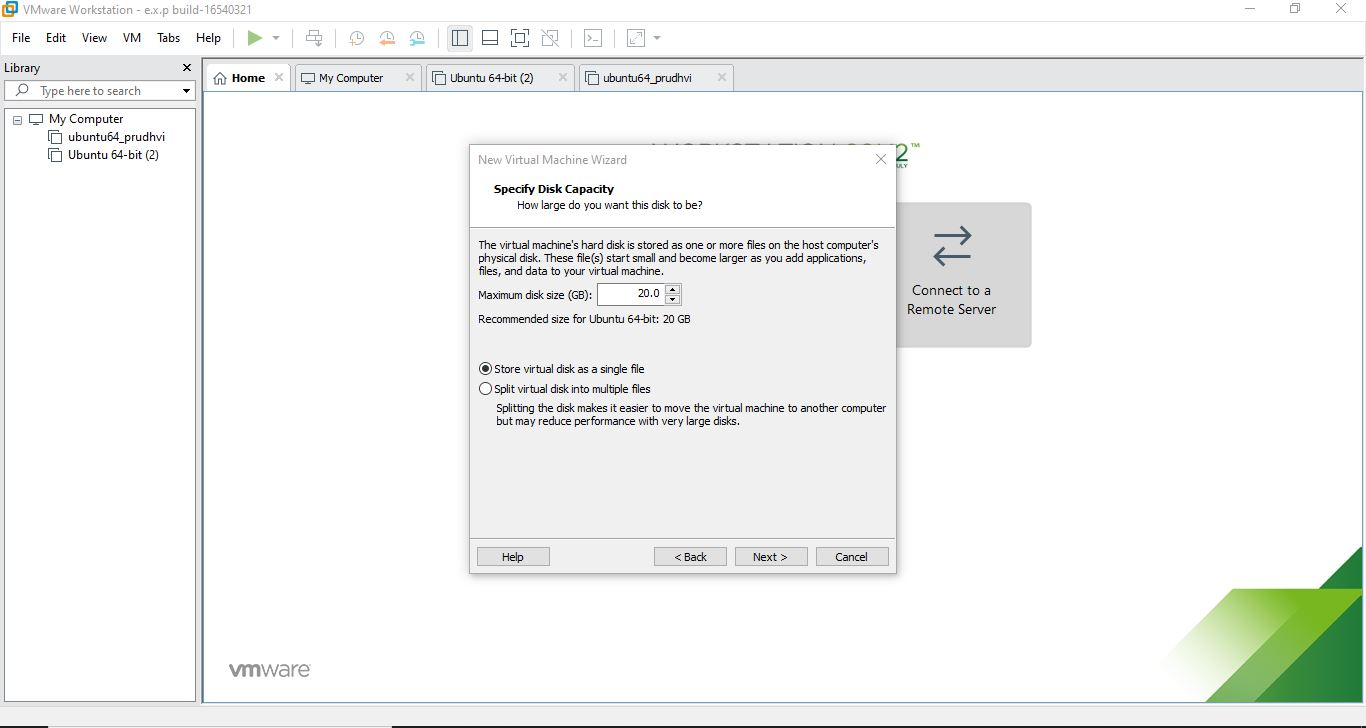 VMware Workstation - e.x.p build-16540321
File Edit View VM Tabs Help
Library
Type here to search
My Computer
ubuntu64_prudhvi
Ubuntu 64-bit (2)
Home
My Computer
Ubuntu 64-bit (2)
ubuntu64_prudhvi
New Virtual Machine Wizard
Specify Disk Capacity
How large do you want this disk to be?
The virtual machine's hard disk is stored as one or more files on the host computer's
physical disk. These file(s) start small and become larger as you add applications,
files, and data to your virtual machine.
Maximum disk size (GB): 20.0
Recommended size for Ubuntu 64-bit: 20 GB
Store virtual disk as a single file
Split virtual disk into multiple files
Splitting the disk makes it easier to move the virtual machine to another computer
but may reduce performance with very large disks.
Help
< Back
Next >
Cancel
Connect to a
Remote Server
vmware